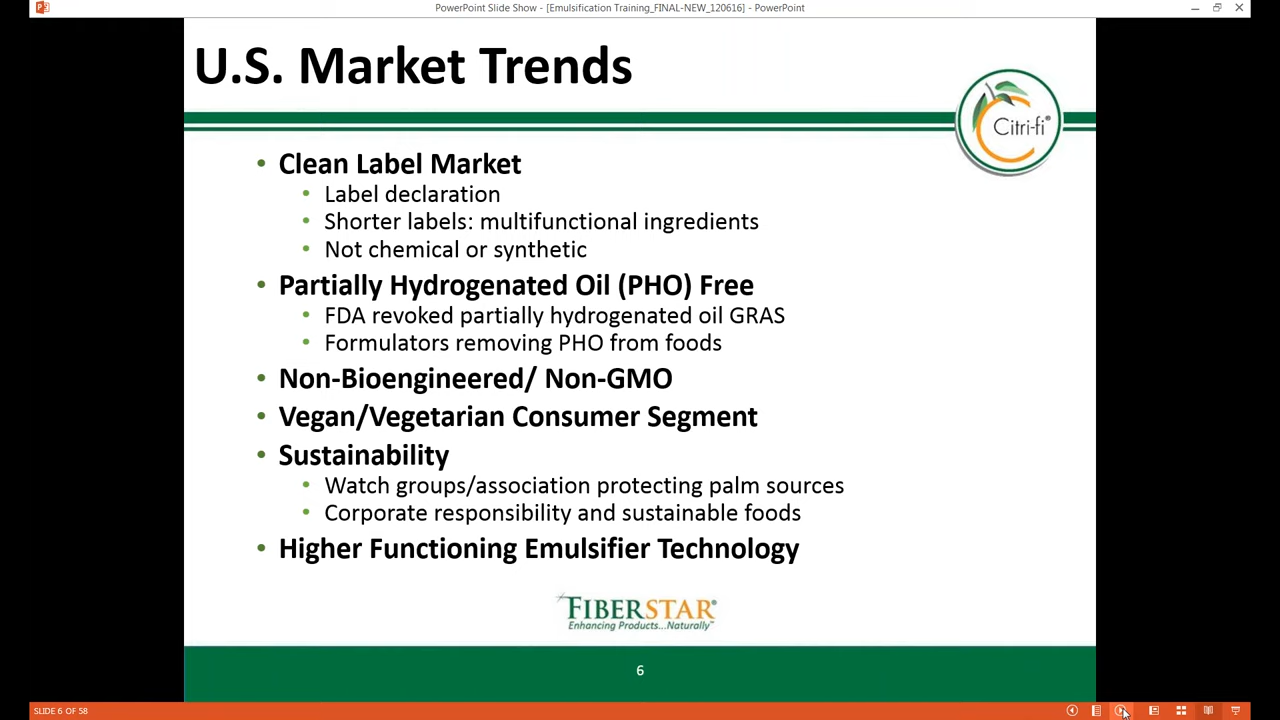 PowerPoint Slide Show - [Emulsification Training_FINAL-NEW_120616] - PowerPoint
U.S. Market Trends
Citri-fi®
• Clean Label Market
• Label declaration
• Shorter labels: multifunctional ingredients
• Not chemical or synthetic
• Partially Hydrogenated Oil (PHO) Free
• FDA revoked partially hydrogenated oil GRAS
• Formulators removing PHO from foods
• Non-Bioengineered/ Non-GMO
• Vegan/Vegetarian Consumer Segment
• Sustainability
• Watch groups/association protecting palm sources
• Corporate responsibility and sustainable foods
• Higher Functioning Emulsifier Technology
FIBERSTAR®
Enhancing Products...Naturally™
6
SLIDE 6 OF 58